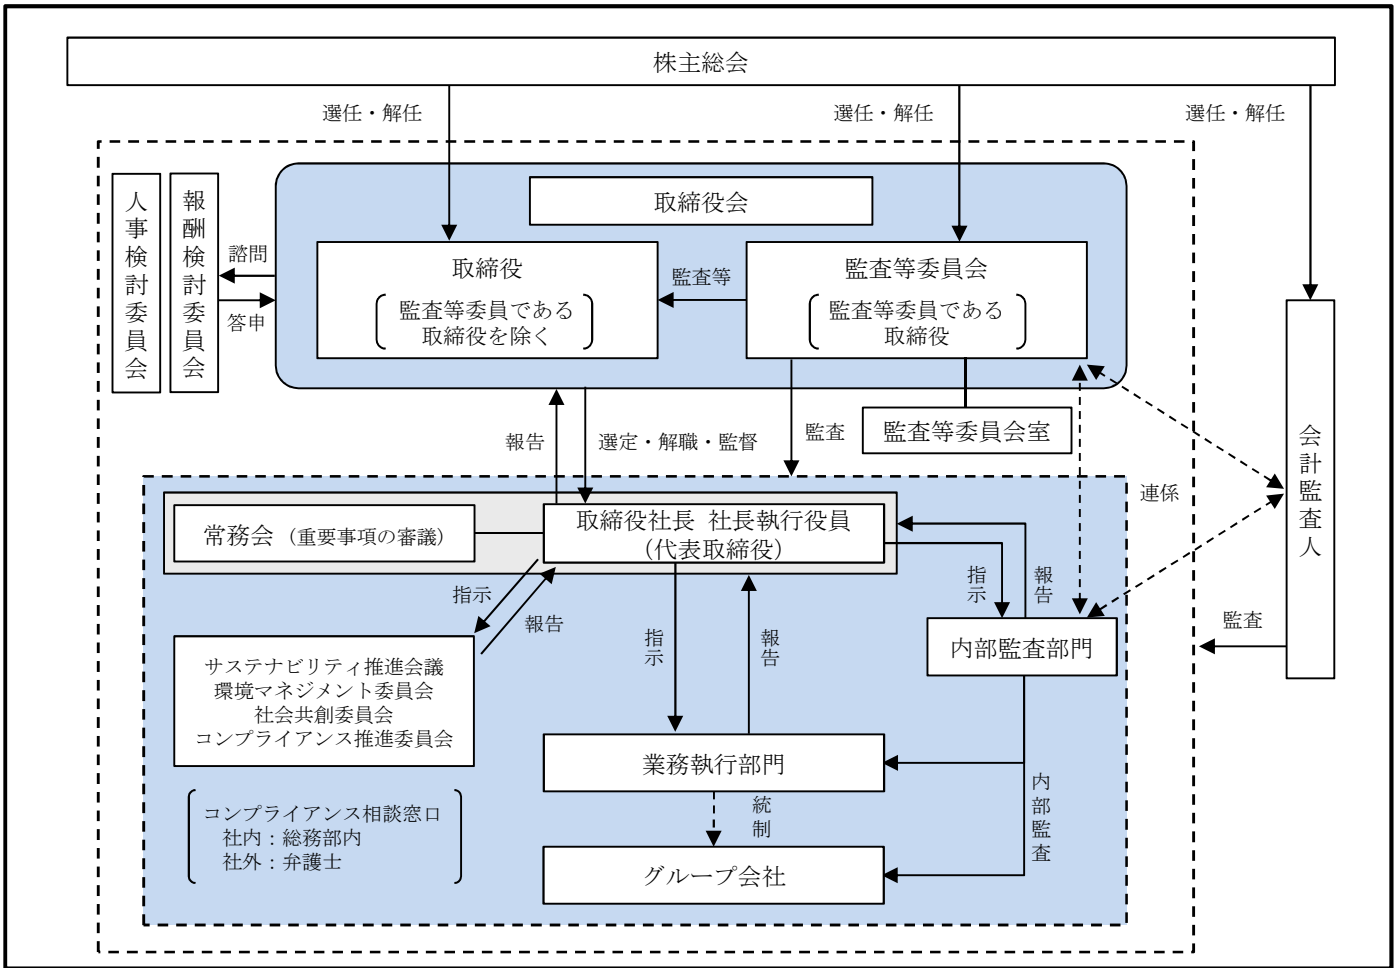 株主総会
選任・解任
選任・解任
選任・解任
取締役会
人事検討委員会
報酬検討委員会
諮問
答申
取締役
監査等委員である
取締役を除く
監査等
監査等委員会
監査等委員である
取締役
報告
選定・解職・監督
監査
監査等委員会室
連係
会計監査人
監査
常務会（重要事項の審議）
取締役社長 社長執行役員
（代表取締役）
指示
報告
指示
報告
指示
報告
内部監査部門
サステナビリティ推進会議
環境マネジメント委員会
社会共創委員会
コンプライアンス推進委員会
業務執行部門
コンプライアンス相談窓口
社内：総務部内
社外：弁護士
統制
内部監査
グループ会社